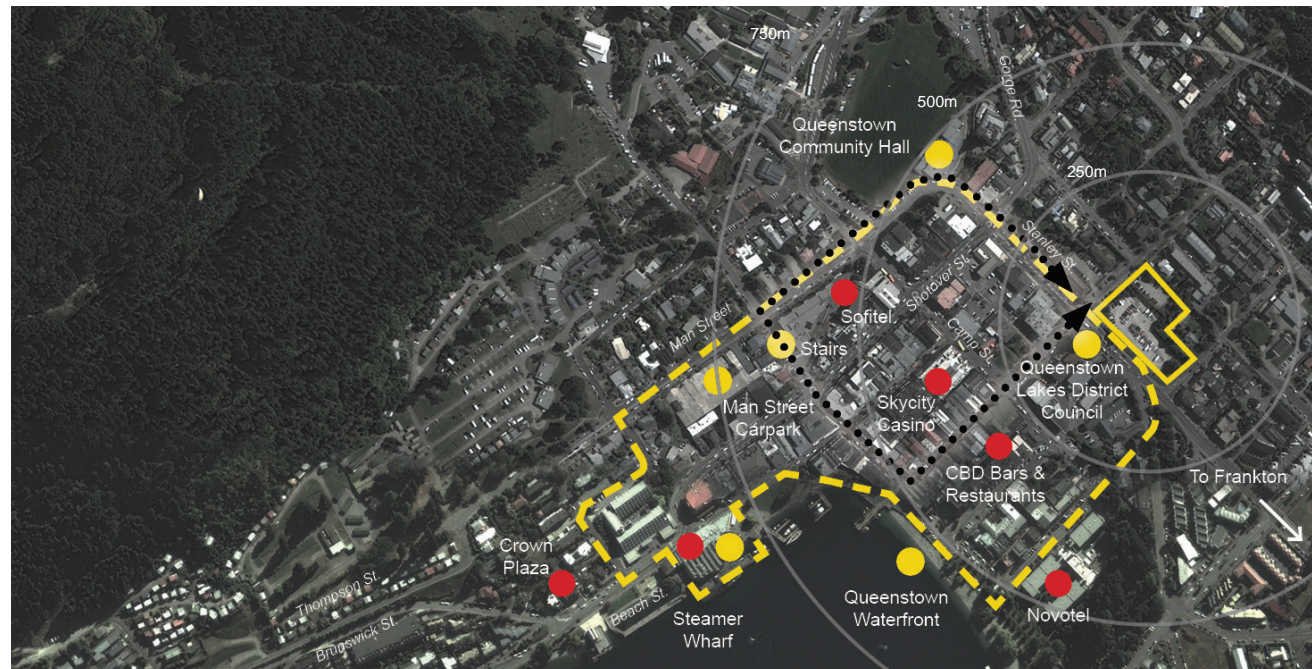 750m
Gorge Rd.
500m
Queenstown
Community Hall
250m
Stanley St.
Shotover St.
Man Street
Sofitel
Camp St.
Stairs
Queenstown
Lakes District
Council
Man Street
Carpark
Skycity
Casino
CBD Bars &
Restaurants
To Frankton
Crown
Plaza
Thompson St.
Beach St.
Steamer
Wharf
Queenstown
Waterfront
Novotel
Brunswick St.